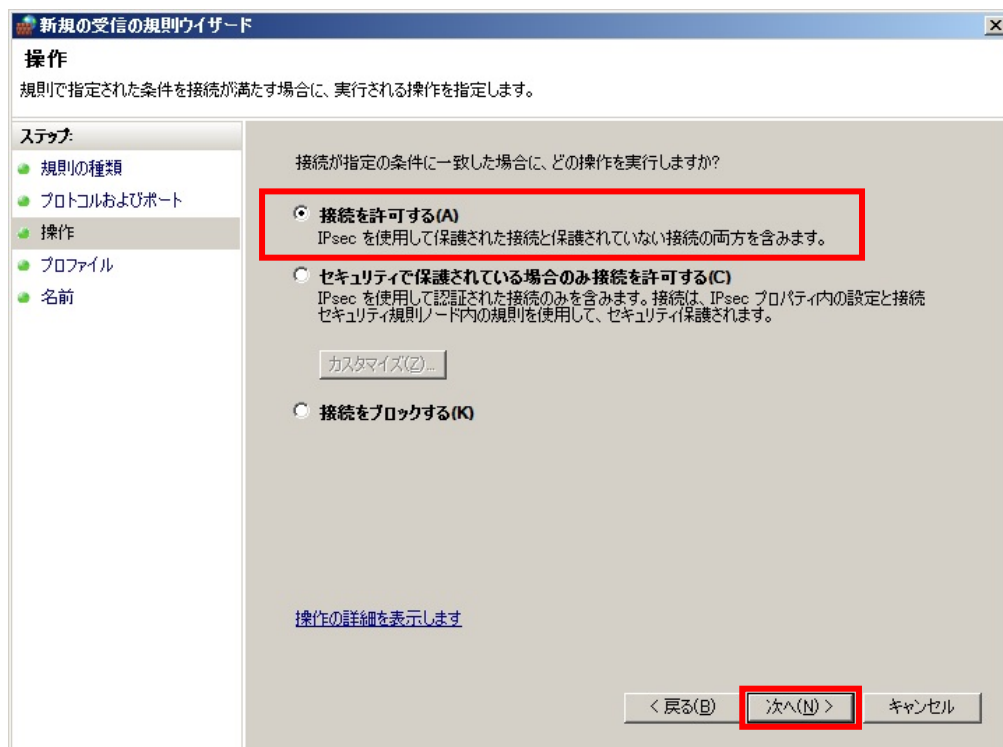 新規の受信の規則ウィザード
操作
規則で指定された条件を接続が満たす場合に、実行される操作を指定します。
ステップ:
規則の種類
プロトコルおよびポート
操作
プロファイル
名前
接続が指定の条件に一致した場合に、どの操作を実行しますか?
接続を許可する(A)
IPsec を使用して保護された接続と保護されていない接続の両方を含みます。
セキュリティで保護されている場合のみ接続を許可する(C)
IPsec を使用して認証された接続のみを含みます。接続は、IPsec プロパティ内の設定と接続
セキュリティ規則ノード内の規則を使用して、セキュリティ保護されます。
カスタマイズ(Z)...
接続をブロックする(K)
操作の詳細を表示します
< 戻る(B)
次へ(N) >
キャンセル